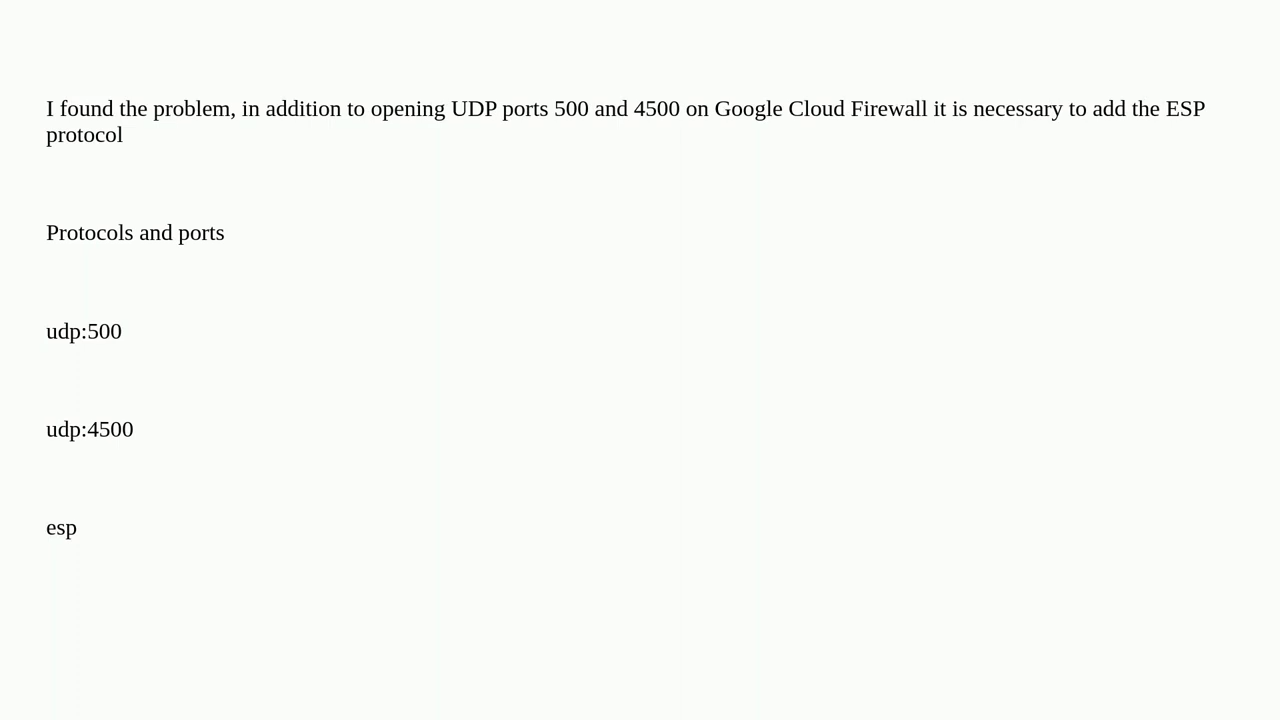 I found the problem, in addition to opening UDP ports 500 and 4500 on Google Cloud Firewall it is necessary to add the ESP
protocol
Protocols and ports
udp:500
udp:4500
esp